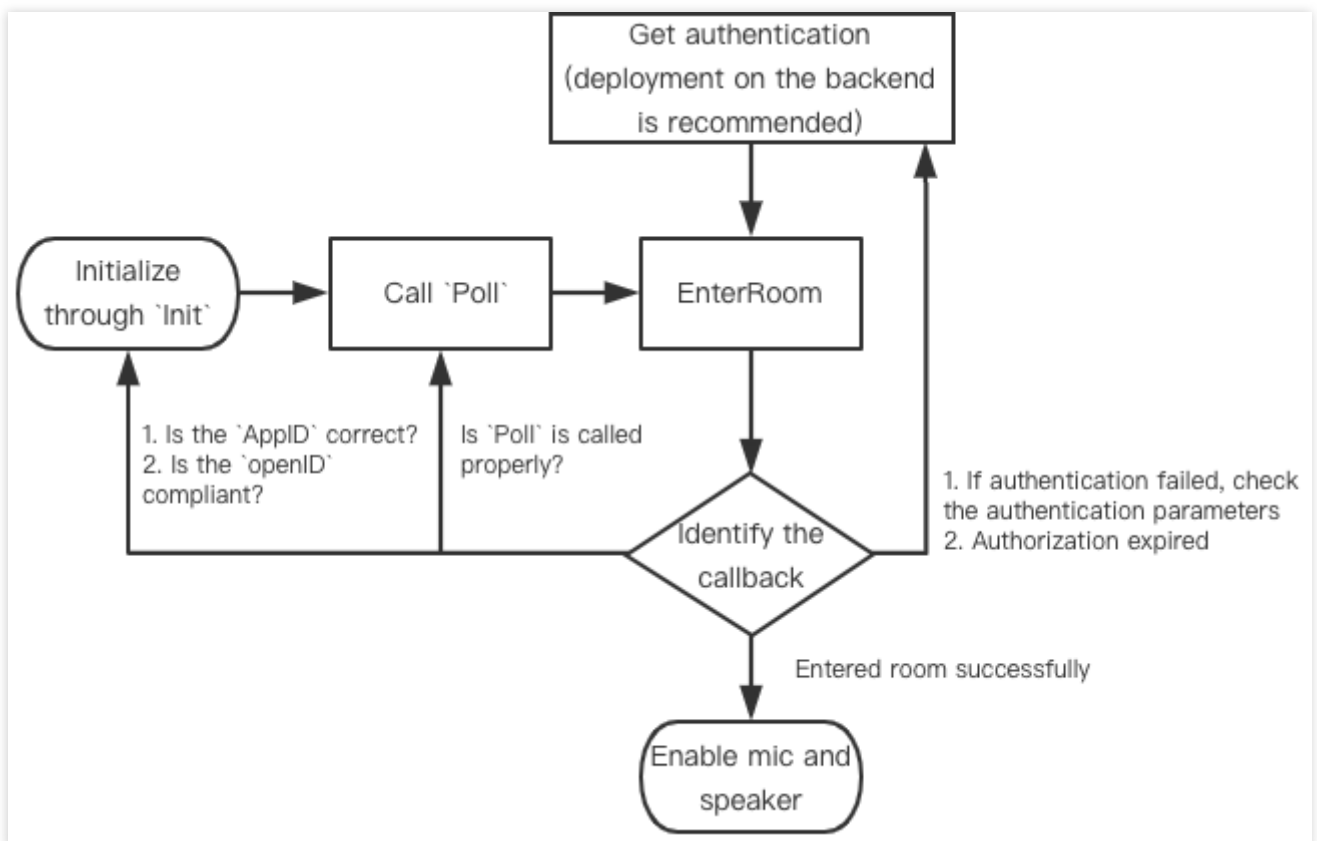 Get authentication
(deployment on the backend
is recommended)
Initialize
through `Init`
Call `Poll`
EnterRoom
1. Is the `AppID` correct?
2. Is the `openID`
compliant?
Is `Poll` is called
properly?
1. If authentication failed, check
the authentication parameters
2. Authorization expired
Identify the
callback
Entered room successfully
Enable mic and
speaker